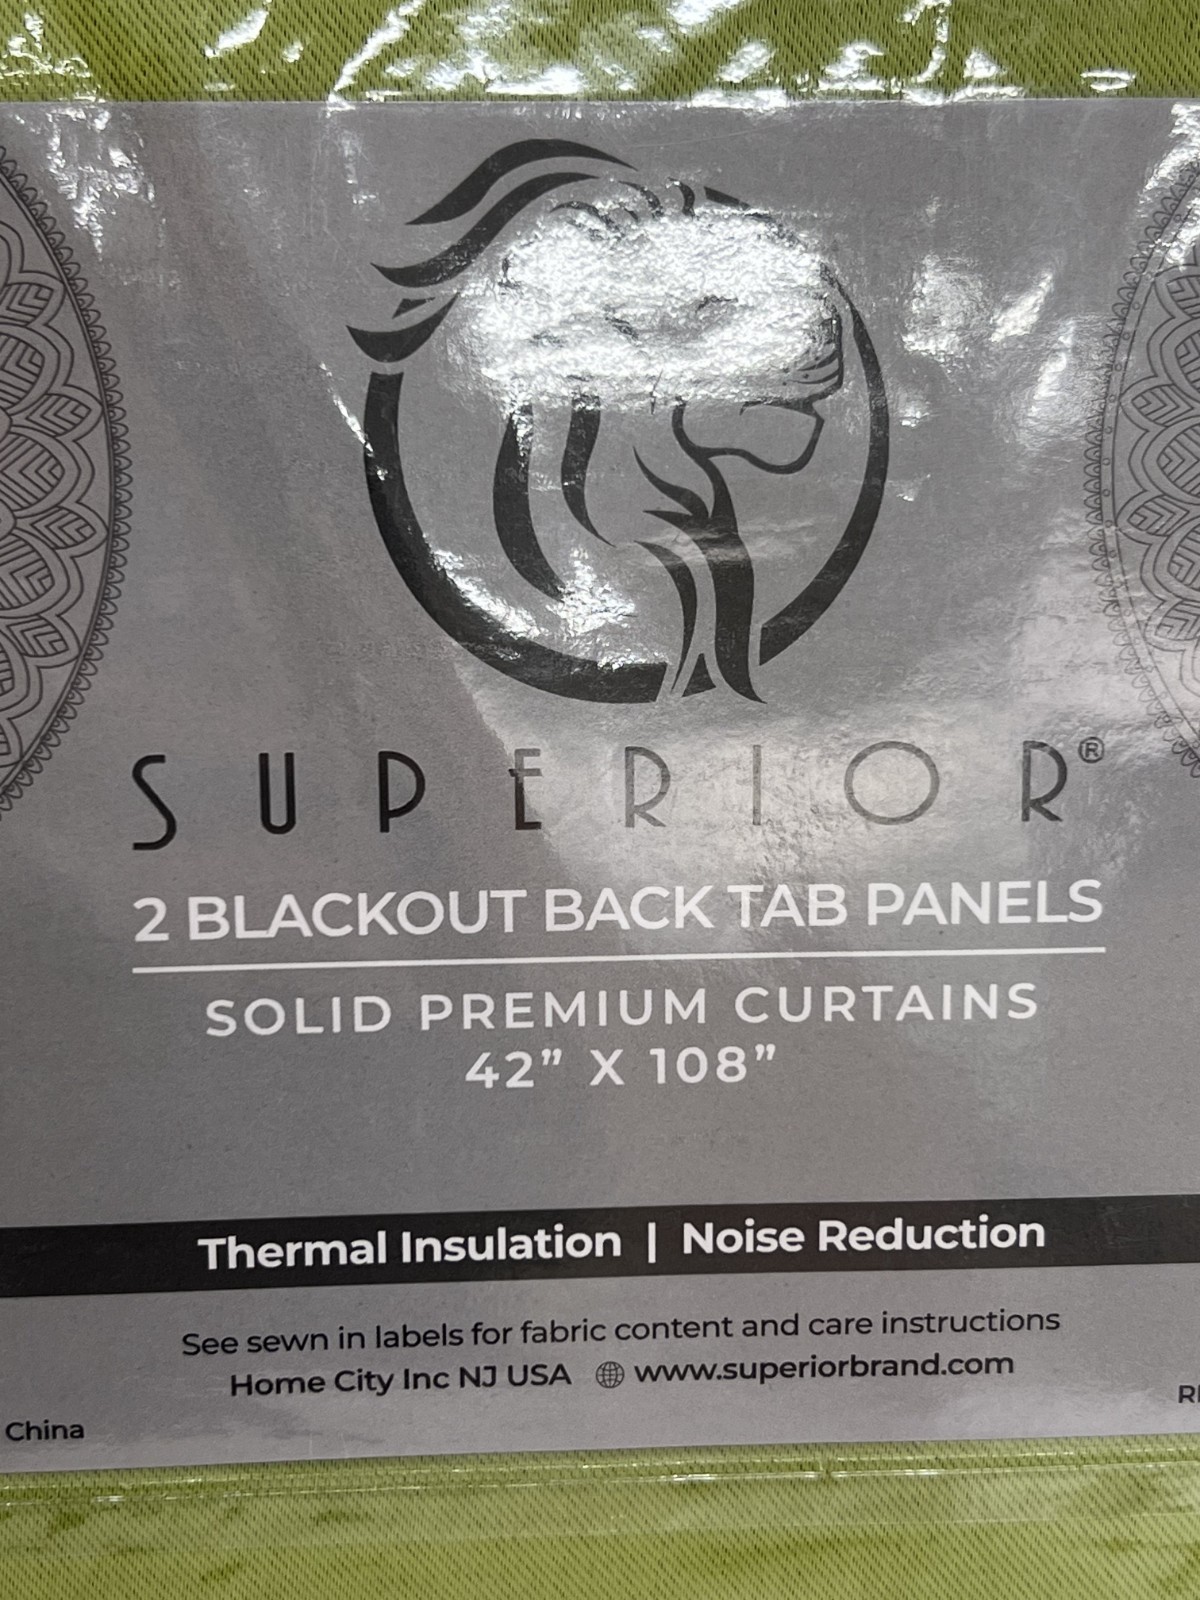 SUPERIOR®
2 BLACKOUT BACK TAB PANELS
SOLID PREMIUM CURTAINS
42” X 108”
Thermal Insulation | Noise Reduction
See sewn in labels for fabric content and care instructions
Home City Inc NJ USA www.superiorbrand.com
China